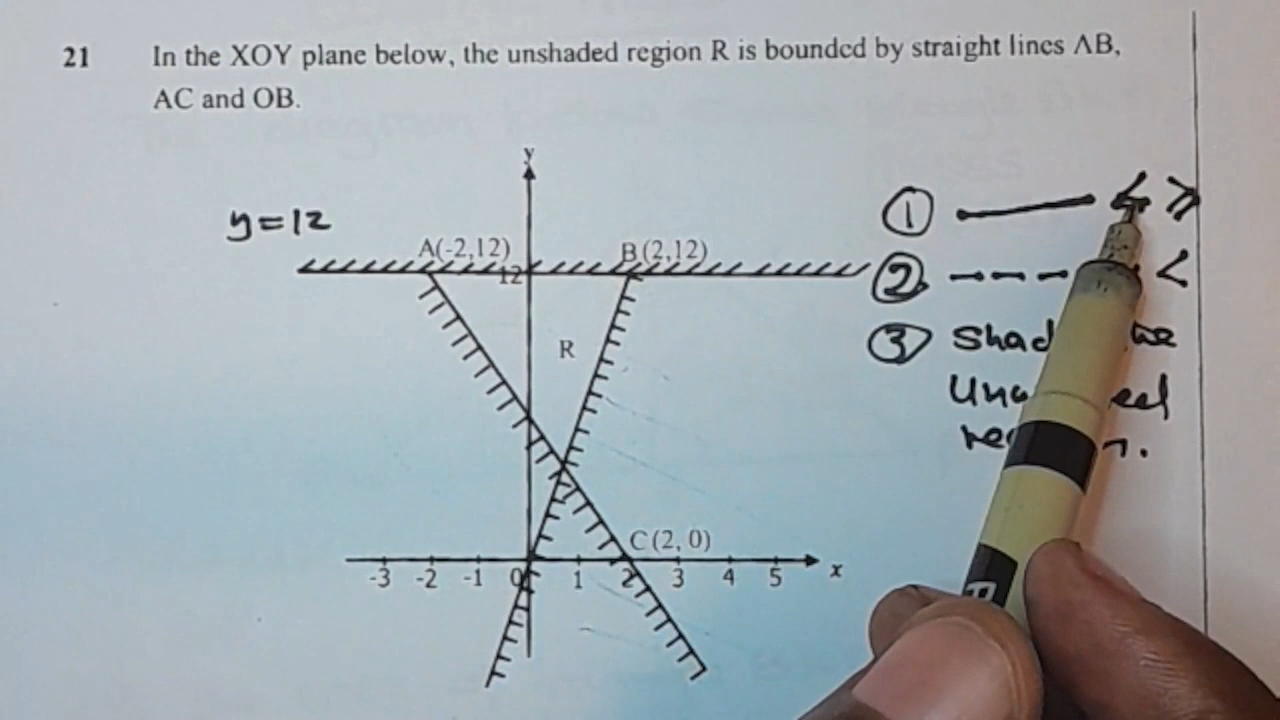 21 In the XOY plane below, the unshaded region R is bounded by straight lines AB,
AC and OB.
y
y=12
A(-2,12)
B(2,12)
12
R
C(2, 0)
-3 -2 -1 0 1 2 3 4 5 x
① ≤ ≥
② <
③